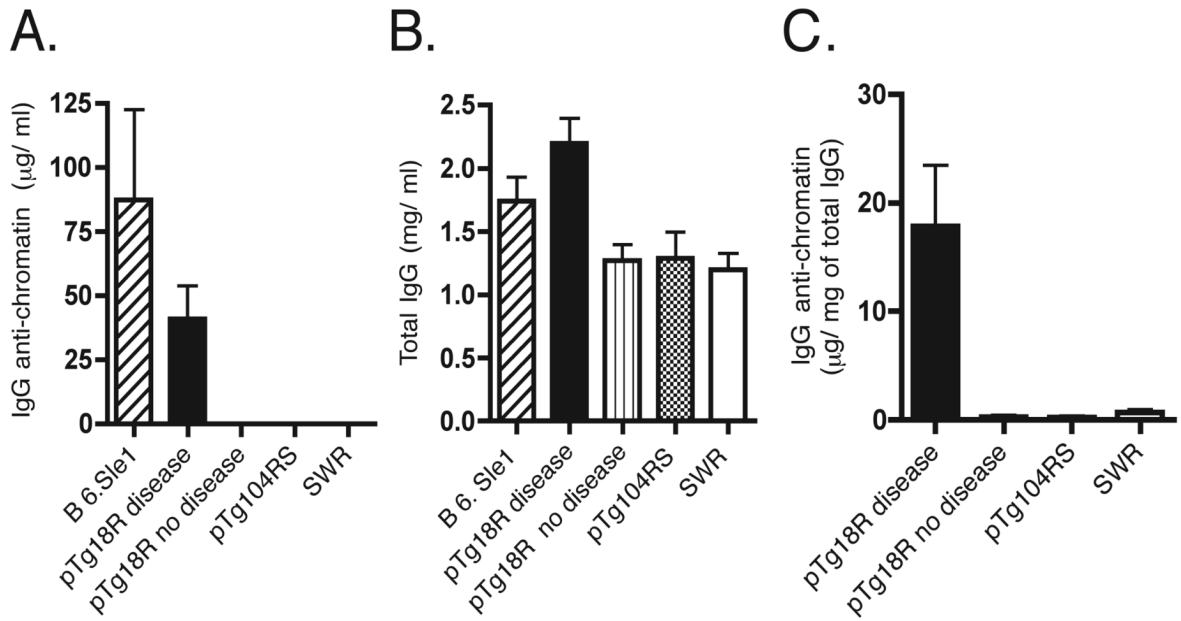 A.
IgG anti-chromatin (μg/ ml)
125
100
75
50
25
0
B 6.Sle1
pTg18R disease
pTg18R no disease
pTg104RS
SWR
B.
Total IgG (mg/ ml)
2.5
2.0
1.5
1.0
0.5
0.0
B 6. Sle1
pTg18R disease
pTg18R no disease
pTg104RS
SWR
C.
IgG anti-chromatin
(μg/ mg of total IgG)
30
20
10
0
pTg18R disease
pTg18R no disease
pTg104RS
SWR